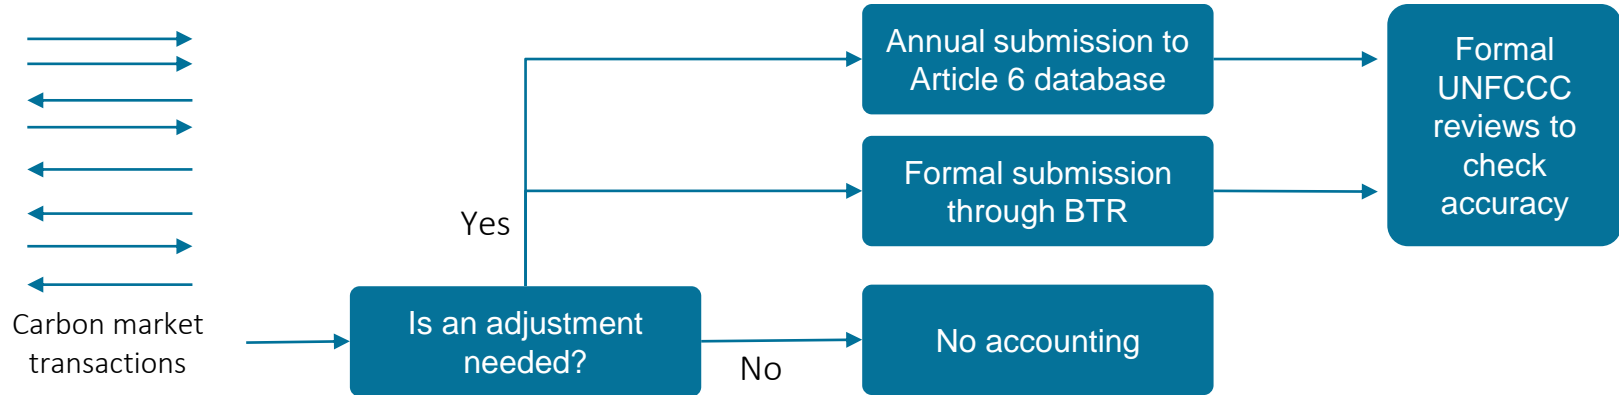 Carbon market
transactions
Is an adjustment
needed?
Yes
No
Annual submission to
Article 6 database
Formal submission
through BTR
No accounting
Formal
UNFCCC
reviews to
check
accuracy